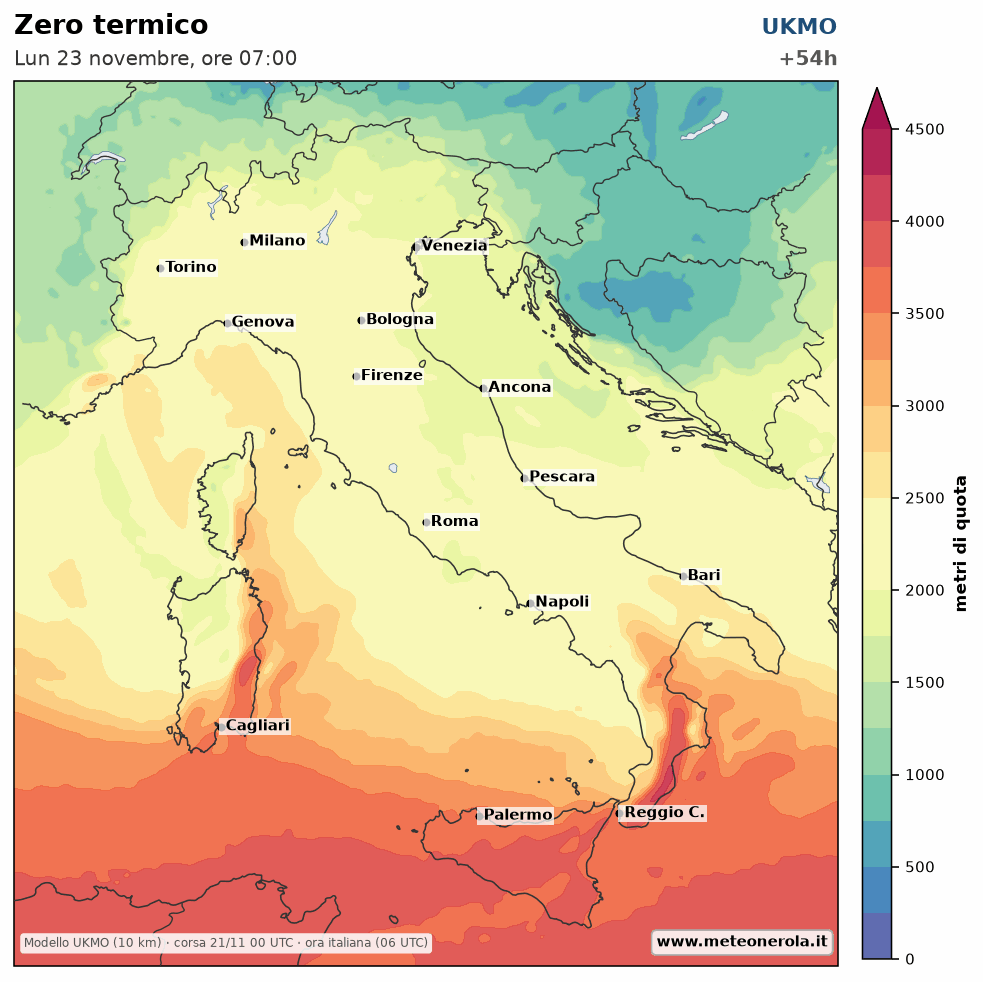 Zero termico
UKMO
Lun 23 novembre, ore 07:00
+54h
Milano
Venezia
Torino
Genova
Bologna
Firenze
Ancona
Pescara
Roma
Bari
Napoli
Cagliari
Palermo
Reggio C.
4500
4000
3500
3000
2500
2000
1500
1000
500
0
metri di quota
Modello UKMO (10 km) · corsa 21/11 00 UTC · ora italiana (06 UTC)
www.meteonerola.it